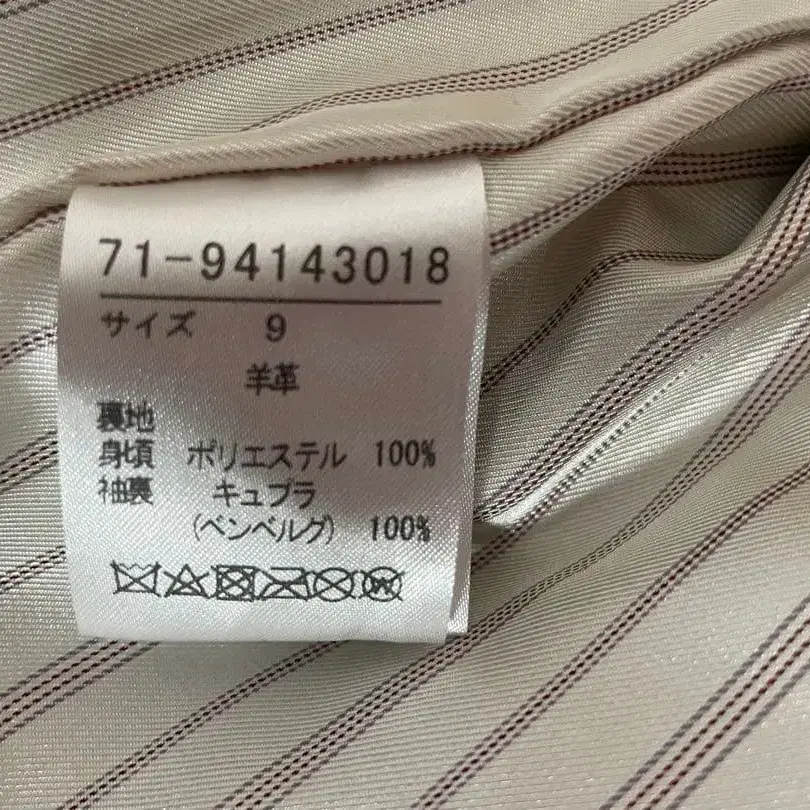 71-94143018
サイズ 9
羊革
裏地
身頃 ポリエステル 100%
袖裏 キュプラ
(ベンベルグ) 100%